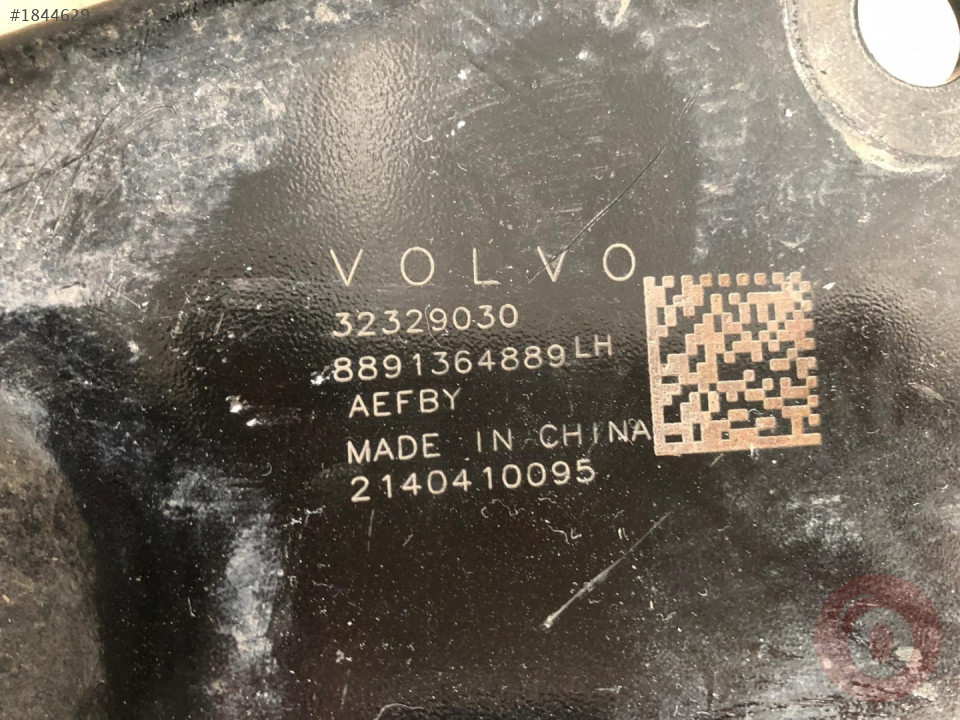 #1844629
VOLVO
32329030
8891364889 LH
AEFBY
MADE IN CHINA
2140410095